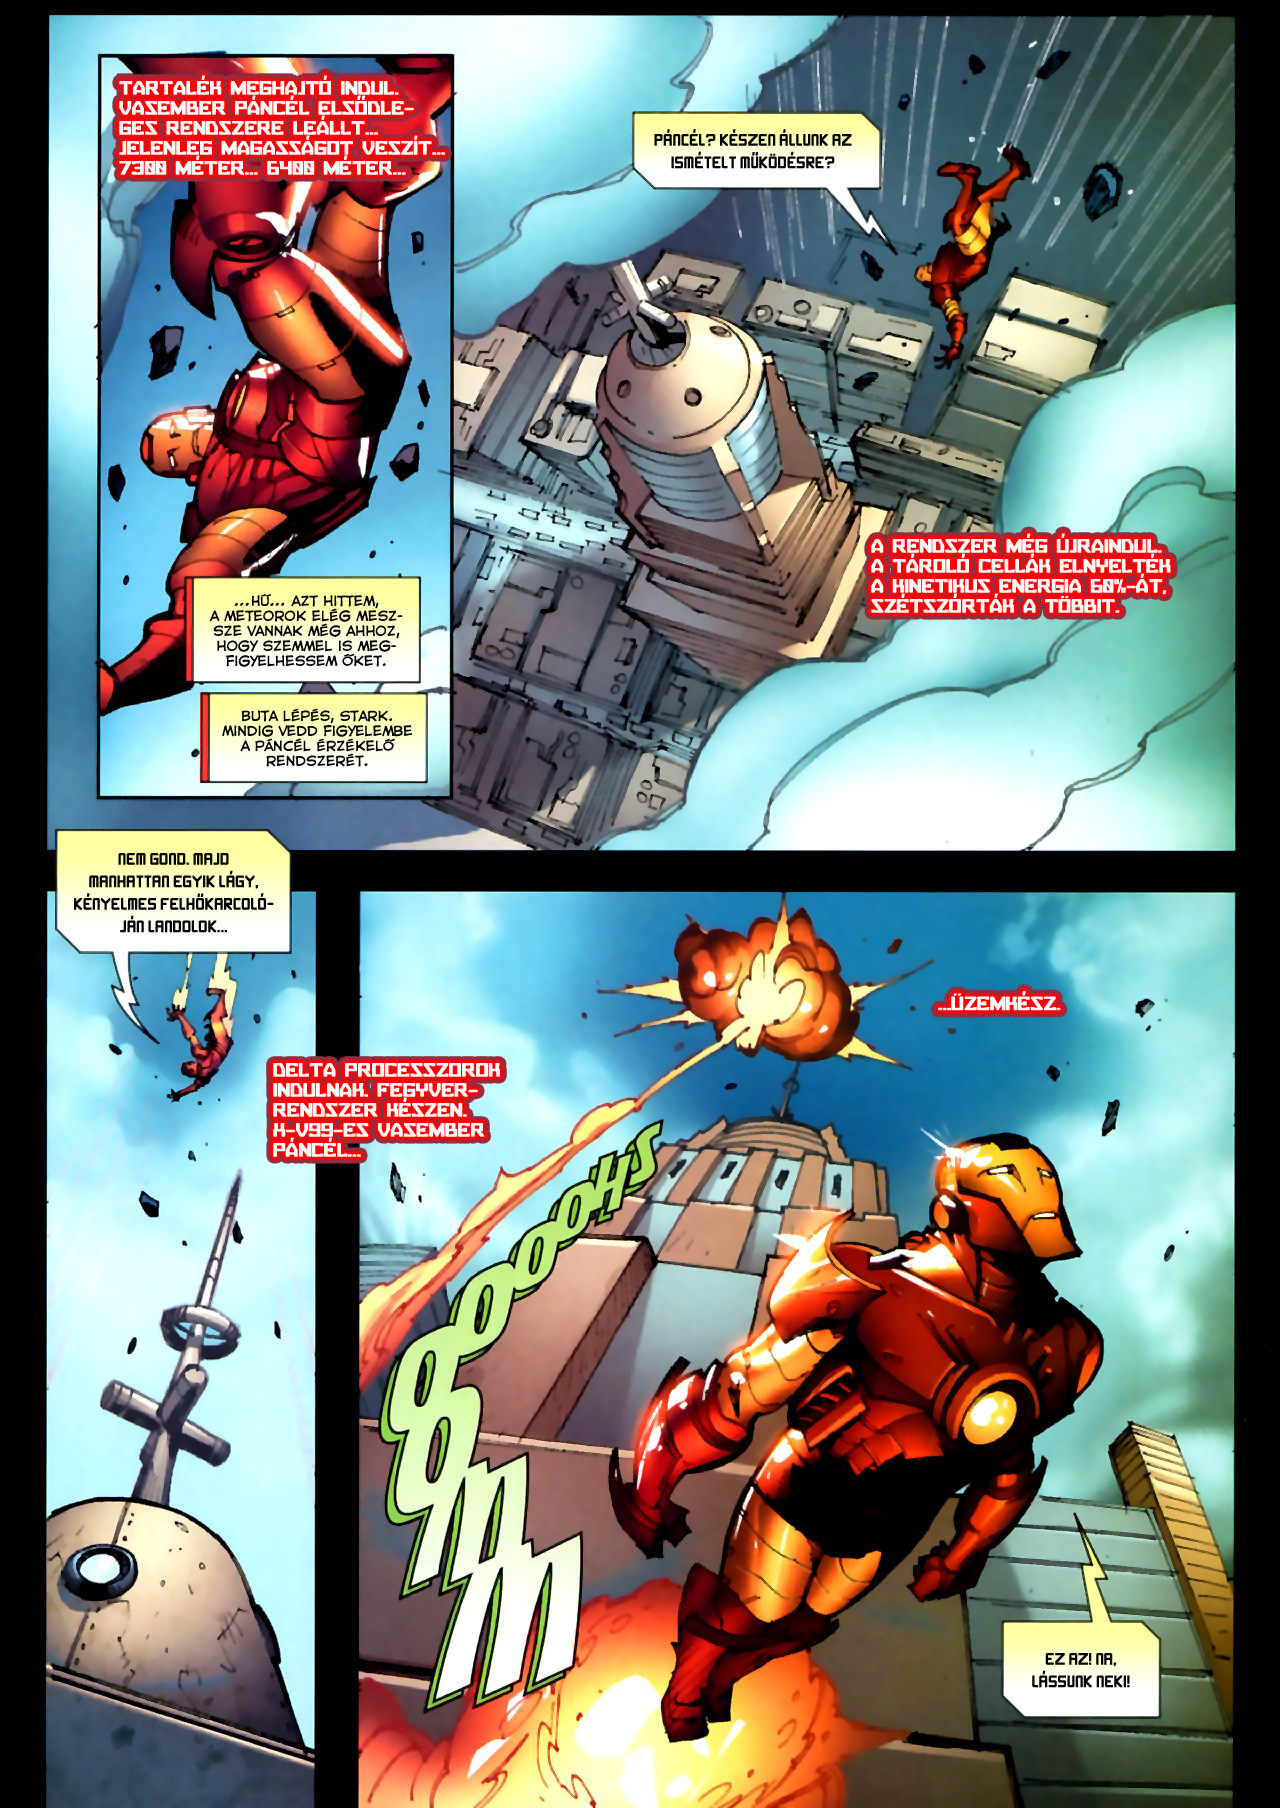 TARTALÉK MEGHAJTÓ INDUL.
VASEMBER PÁNCÉL ELSŐDLE-
GES RENDSZERE LEÁLLT...
JELENLEG MAGASSÁGOT VESZÍT...
7300 MÉTER... 6400 MÉTER...
...HŰ... AZT HITTEM,
A METEOROK ELÉG MESZ-
SZE VANNAK MÉG AHHOZ,
HOGY SZEMMEL IS MEG-
FIGYELHESSEM ŐKET.
BUTA LÉPÉS, STARK.
MINDIG VEDD FIGYELEMBE
A PÁNCÉL ÉRZÉKELŐ
RENDSZERÉT.
PÁNCÉL? KÉSZEN ÁLLUNK AZ
ISMÉTELT MŰKÖDÉSRE?
A RENDSZER MÉG ÚJRAINDUL.
A TÁROLÓ CELLÁK ELNYELTÉK
A KINETIKUS ENERGIA 60%-ÁT,
SZÉTSZÓRTÁK A TÖBBIT.
NEM GOND. MAJD
MANHATTAN EGYIK LÁGY,
KÉNYELMES FELHŐKARCOLÓ-
JÁN LANDOLOK...
DELTA PROCESSZOROK
INDULNAK. FEGYVER-
RENDSZER KÉSZEN.
X-V99-ES VASEMBER
PÁNCÉL...
...ÜZEMKÉSZ.
MMMOOOOOOOHS
EZ AZ! NA,
LÁSSUNK NEKI!